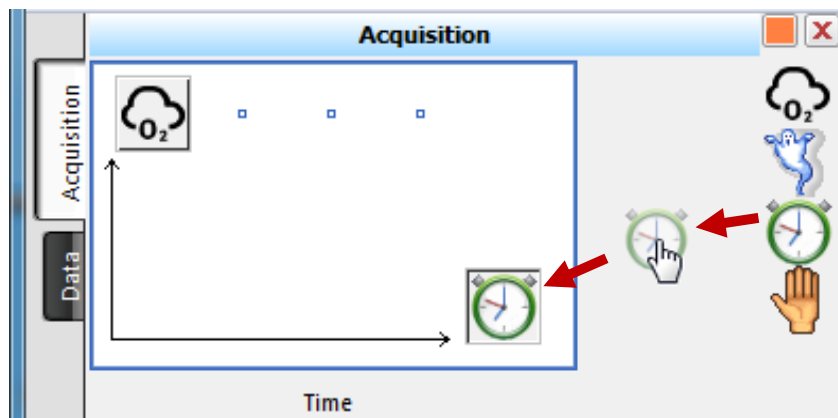 Acquisition
Acquisition
Data
O₂
O₂
Time